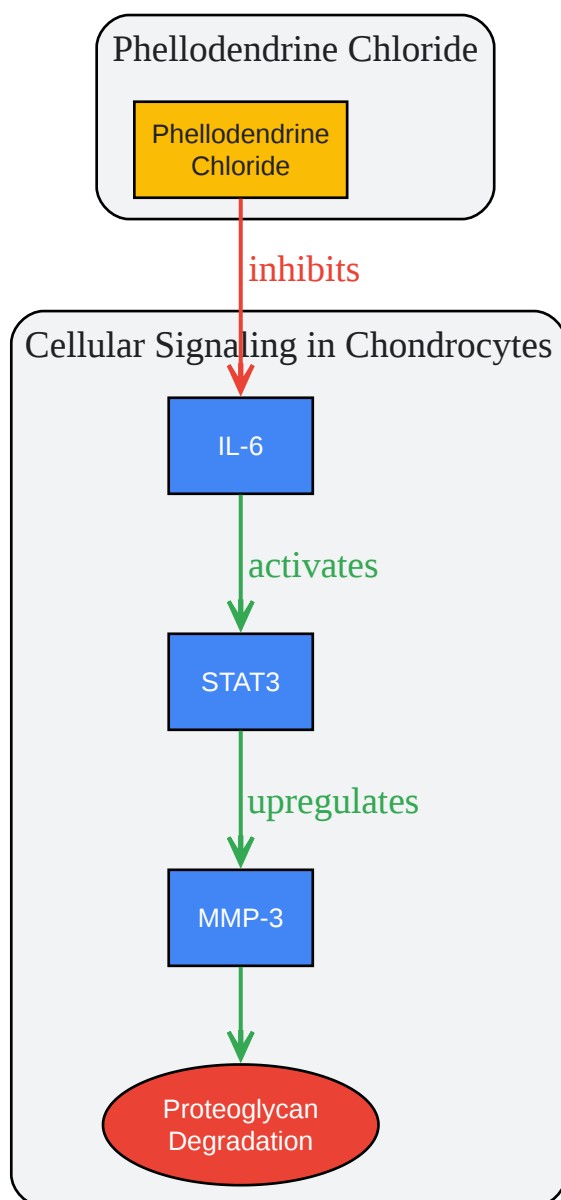 Phellodendrine Chloride
Phellodendrine
Chloride
inhibits
Cellular Signaling in Chondrocytes
IL-6
activates
STAT3
upregulates
MMP-3
Proteoglycan
Degradation